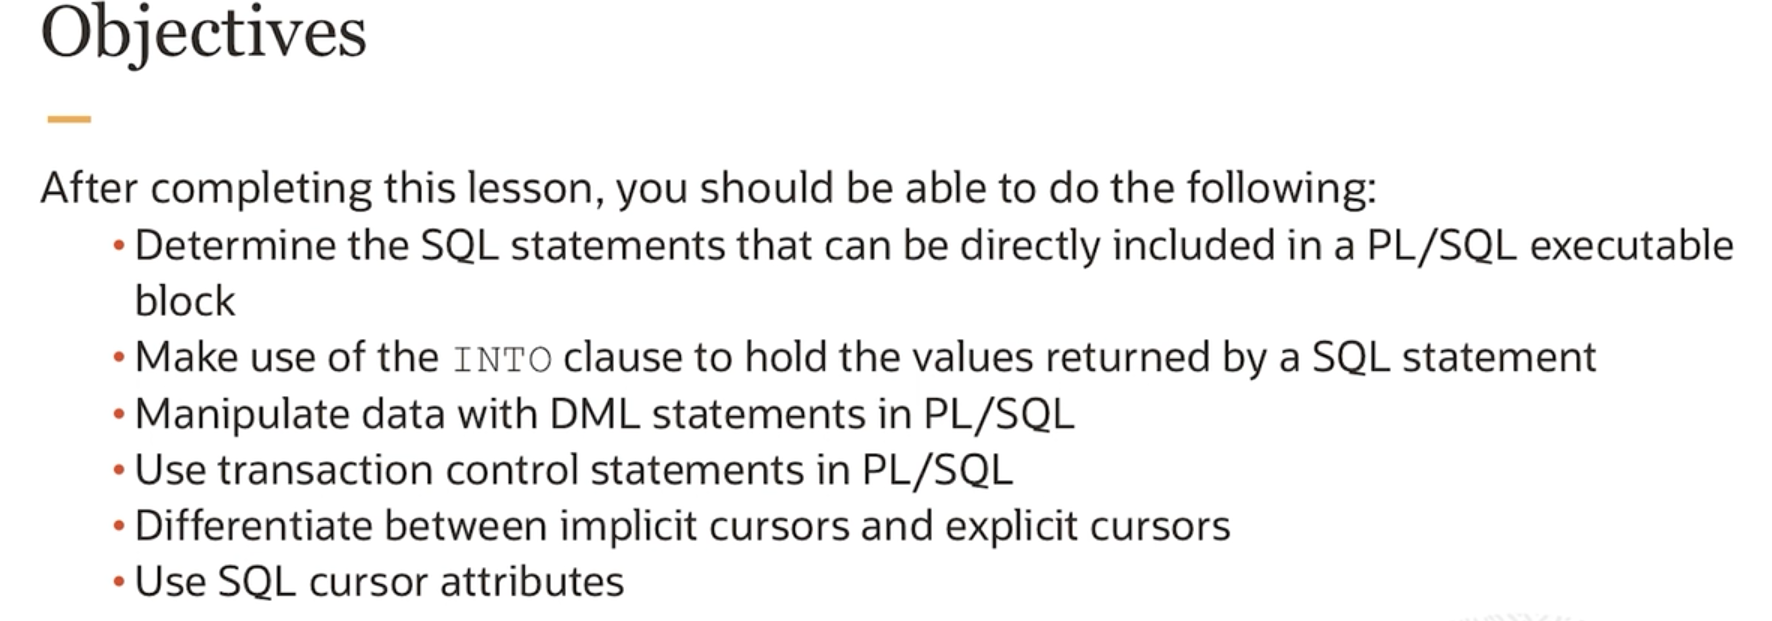 Objectives
After completing this lesson, you should be able to do the following:
• Determine the SQL statements that can be directly included in a PL/SQL executable
block
• Make use of the INTO clause to hold the values returned by a SQL statement
• Manipulate data with DML statements in PL/SQL
• Use transaction control statements in PL/SQL
• Differentiate between implicit cursors and explicit cursors
• Use SQL cursor attributes